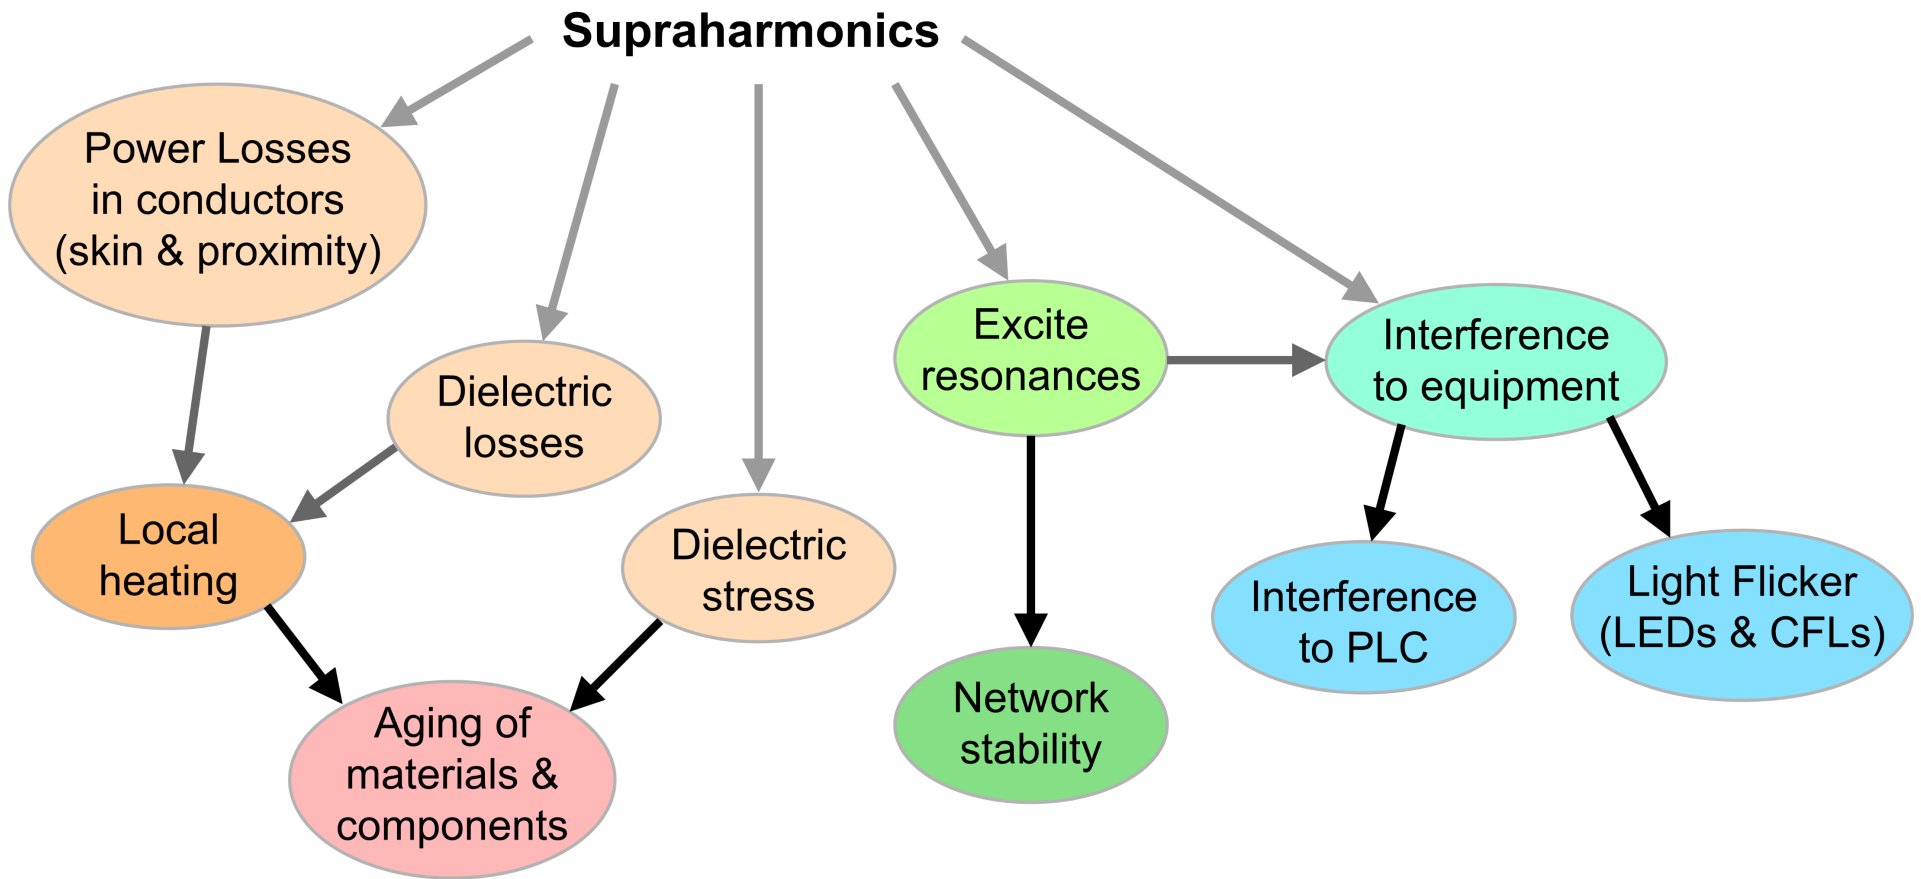 Supraharmonics
Power Losses
in conductors
(skin & proximity)
Dielectric
losses
Local
heating
Dielectric
stress
Aging of
materials &
components
Excite
resonances
Network
stability
Interference
to equipment
Interference
to PLC
Light Flicker
(LEDs & CFLs)